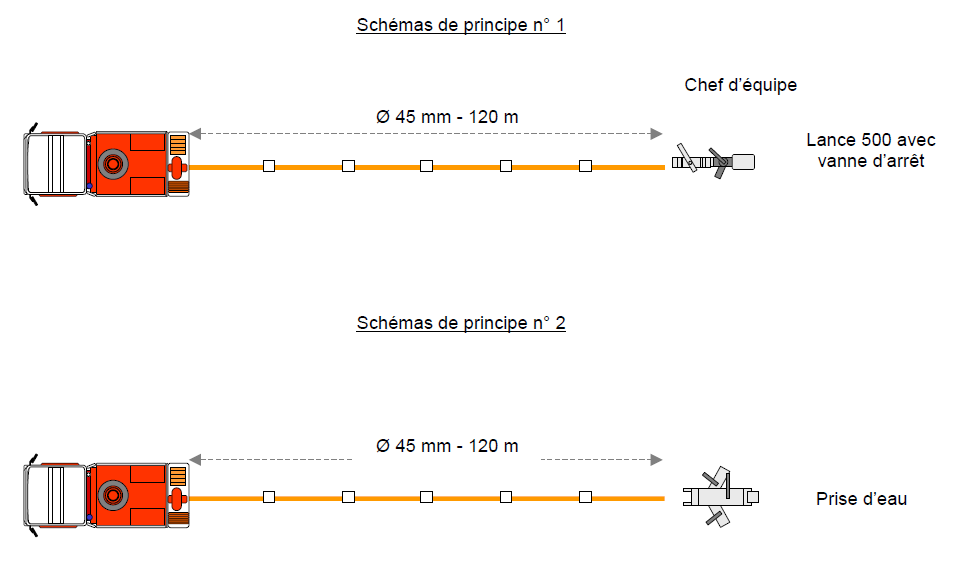 Schémas de principe n° 1
Chef d’équipe
Ø 45 mm - 120 m
Lance 500 avec
vanne d’arrêt
Schémas de principe n° 2
Ø 45 mm - 120 m
Prise d’eau